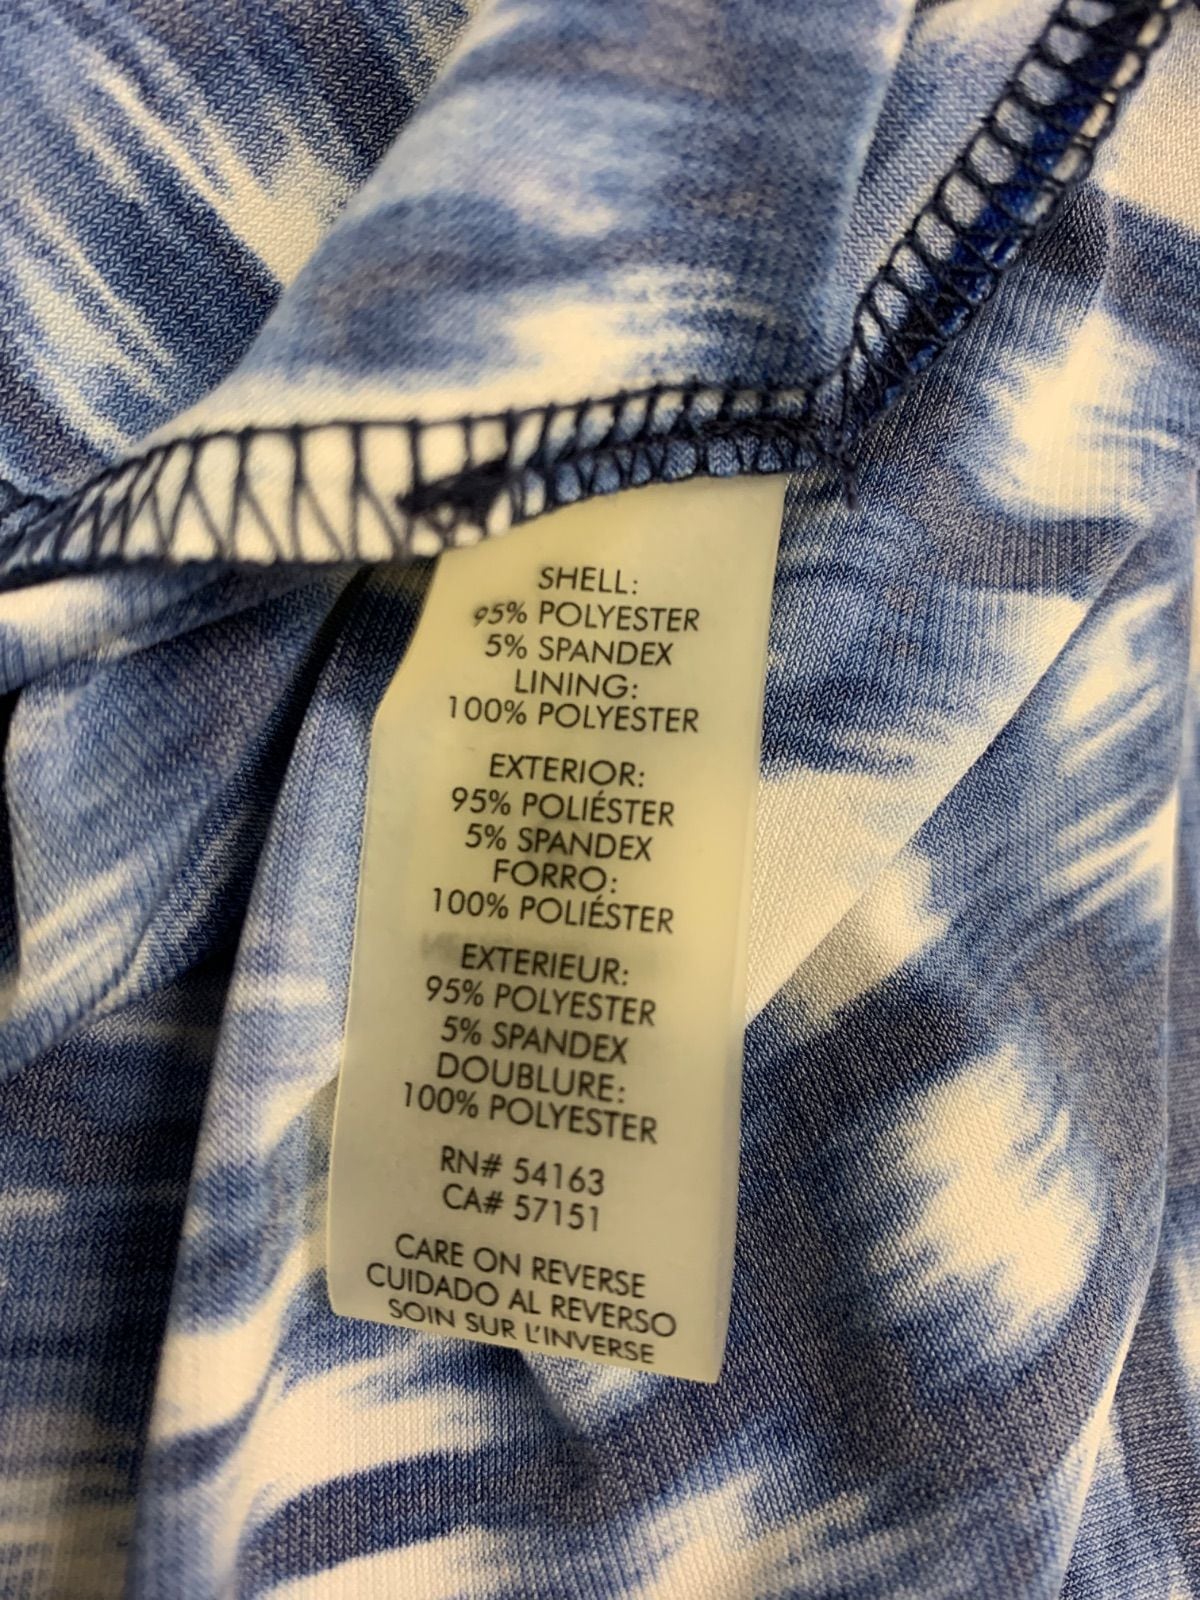 SHELL:
95% POLYESTER
5% SPANDEX
LINING:
100% POLYESTER
EXTERIOR:
95% POLIÉSTER
5% SPANDEX
FORRO:
100% POLIÉSTER
EXTERIEUR:
95% POLYESTER
5% SPANDEX
DOUBLURE:
100% POLYESTER
RN# 54163
CA# 57151
CARE ON REVERSE
CUIDADO AL REVERSO
SOIN SUR L'INVERSE